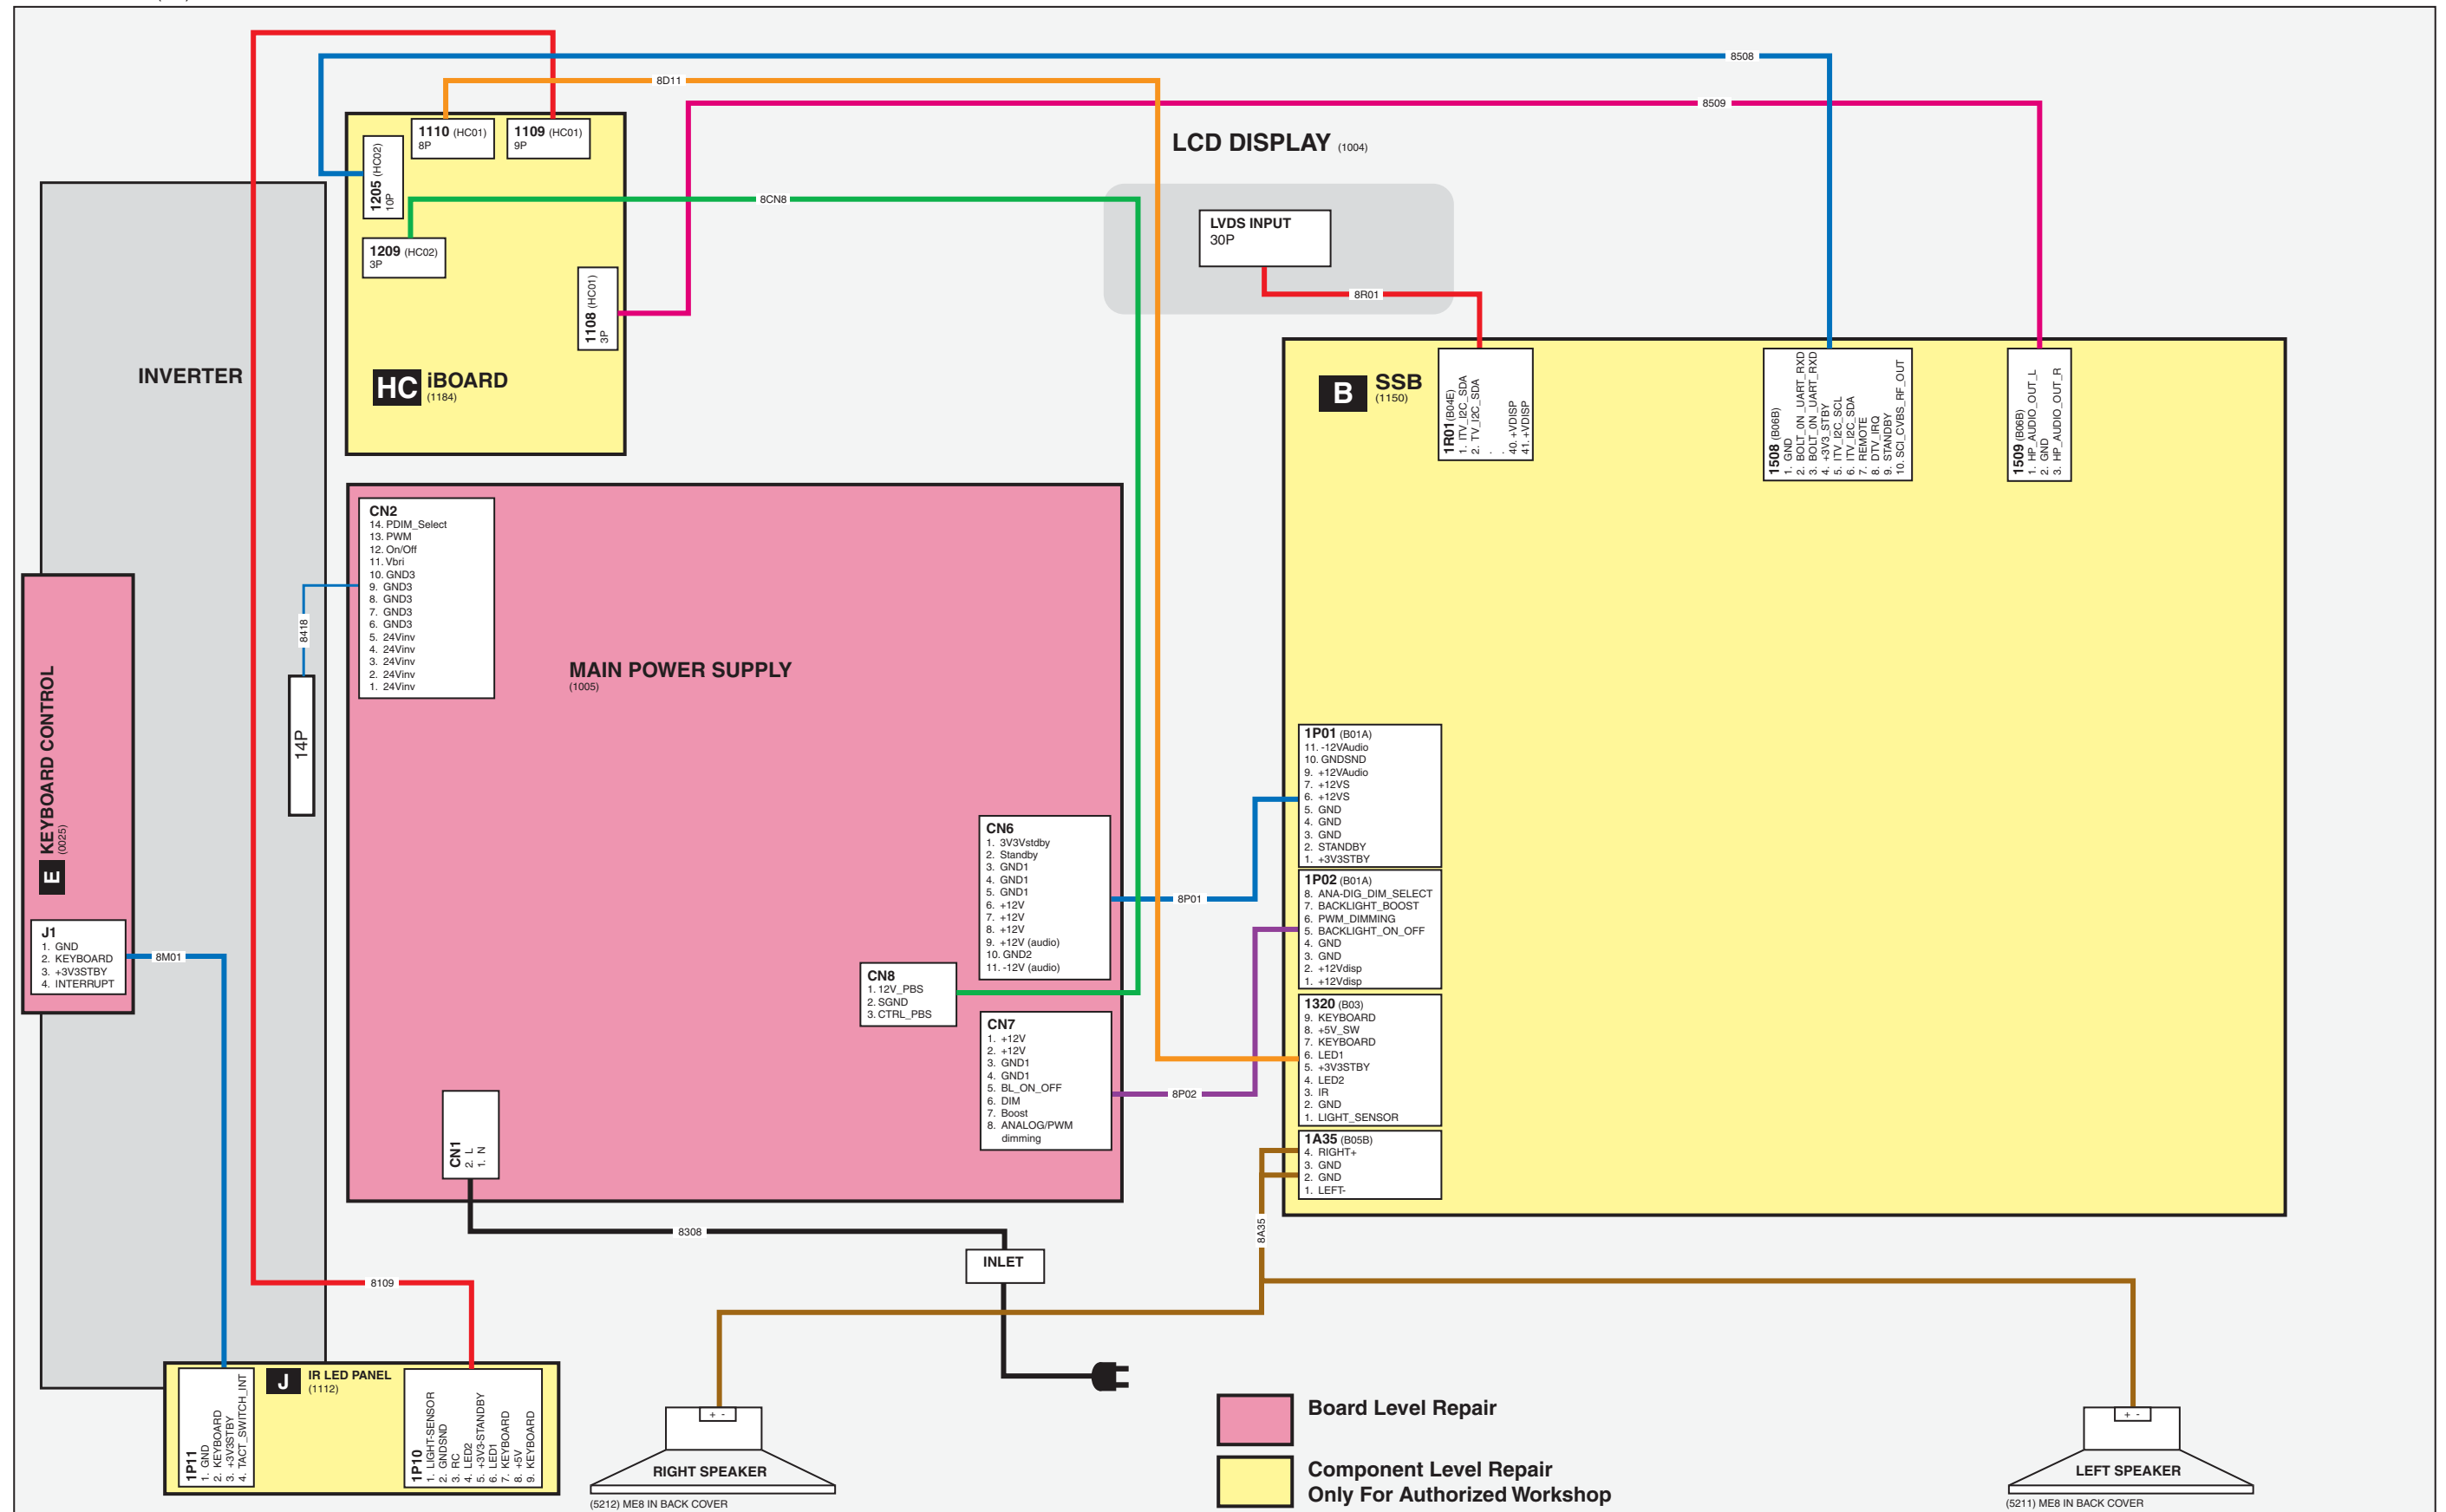 8508
8D11
8509
1110 (HC01)
8P
1109 (HC01)
9P
1205 (HC02)
10P
LCD DISPLAY (1004)
8CN8
LVDS INPUT
30P
1209 (HC02)
3P
1108 (HC01)
3P
8R01
INVERTER
HC iBOARD
(1184)
B SSB
(1150)
1R01(B04E)
1. ITV_I2C_SDA
2. TV_I2C_SDA
.
.
40. +VDISP
41. +VDISP
1508 (B06B)
1. GND
2. BOLT_0N _UART_RXD
3. BOLT_0N _UART_RXD
4. +3V3_STBY
5. ITV_I2C_SCL
6. ITV_I2C_SDA
7. REMOTE
8. DTV_IRQ
9. STANDBY
10. SCI_CVBS_RF_OUT
1509 (B06B)
1. HP_AUDIO_OUT_L
2. GND
3. HP_AUDIO_OUT_R
CN2
14. PDIM_Select
13. PWM
12. On/Off
11. Vbri
10. GND3
9. GND3
8. GND3
7. GND3
6. GND3
5. 24Vinv
4. 24Vinv
3. 24Vinv
2. 24Vinv
1. 24Vinv
8418
14P
MAIN POWER SUPPLY
(1005)
E KEYBOARD CONTROL
(0025)
J1
1. GND
2. KEYBOARD
3. +3V3STBY
4. INTERRUPT
8M01
CN6
1. 3V3Vstdby
2. Standby
3. GND1
4. GND1
5. GND1
6. +12V
7. +12V
8. +12V
9. +12V (audio)
10. GND2
11. -12V (audio)
8P01
CN8
1. 12V_PBS
2. SGND
3. CTRL_PBS
CN7
1. +12V
2. +12V
3. GND1
4. GND1
5. BL_ON_OFF
6. DIM
7. Boost
8. ANALOG/PWM
dimming
8P02
1P01 (B01A)
11. -12VAudio
10. GNDSND
9. +12VAudio
7. +12VS
6. +12VS
5. GND
4. GND
3. GND
2. STANDBY
1. +3V3STBY
1P02 (B01A)
8. ANA-DIG_DIM_SELECT
7. BACKLIGHT_BOOST
6. PWM_DIMMING
5. BACKLIGHT_ON_OFF
4. GND
3. GND
2. +12Vdisp
1. +12Vdisp
1320 (B03)
9. KEYBOARD
8. +5V_SW
7. KEYBOARD
6. LED1
5. +3V3STBY
4. LED2
3. IR
2. GND
1. LIGHT_SENSOR
1A35 (B05B)
4. RIGHT+
3. GND
2. GND
1. LEFT-
CN1
2. L
1. N
8308
8A35
INLET
8109
J IR LED PANEL
(1112)
1P11
1. GND
2. KEYBOARD
3. +3V3STBY
4. TACT_SWITCH_INT
1P10
1. LIGHT-SENSOR
2. GNDSND
3. RC
4. LED2
5. +3V3-STANDBY
6. LED1
7. KEYBOARD
8. +5V
9. KEYBOARD
+ -
RIGHT SPEAKER
(5212) ME8 IN BACK COVER
Board Level Repair
Component Level Repair
Only For Authorized Workshop
+ -
LEFT SPEAKER
(5211) ME8 IN BACK COVER